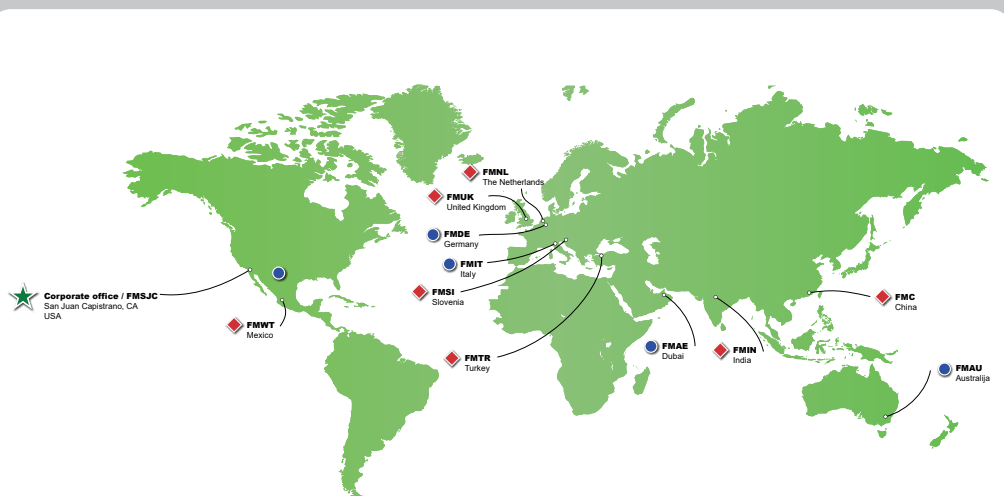 FMNL
The Netherlands
FMUK
United Kingdom
FMDE
Germany
FMIT
Italy
FMSI
Slovenia
Corporate office / FMSJC
San Juan Capistrano, CA
USA
FMWT
Mexico
FMTR
Turkey
FMAE
Dubai
FMIN
India
FMC
China
FMAU
Australija